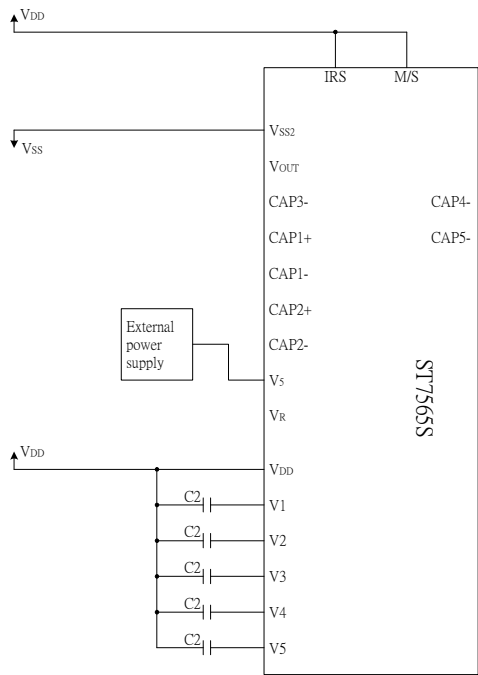 VDD
IRS M/S
VSS2
VSS
VOUT
CAP3- CAP4-
CAP1+ CAP5-
CAP1-
CAP2+
External
power
supply
CAP2-
V5
ST7565S
VR
VDD
VDD
C2 V1
C2 V2
C2 V3
C2 V4
C2 V5